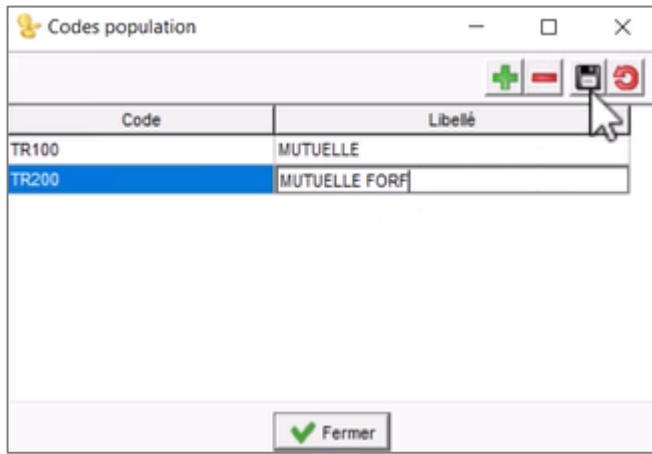 Codes population
Code Libellé
TR100 MUTUELLE
TR200 MUTUELLE FORF
Fermer